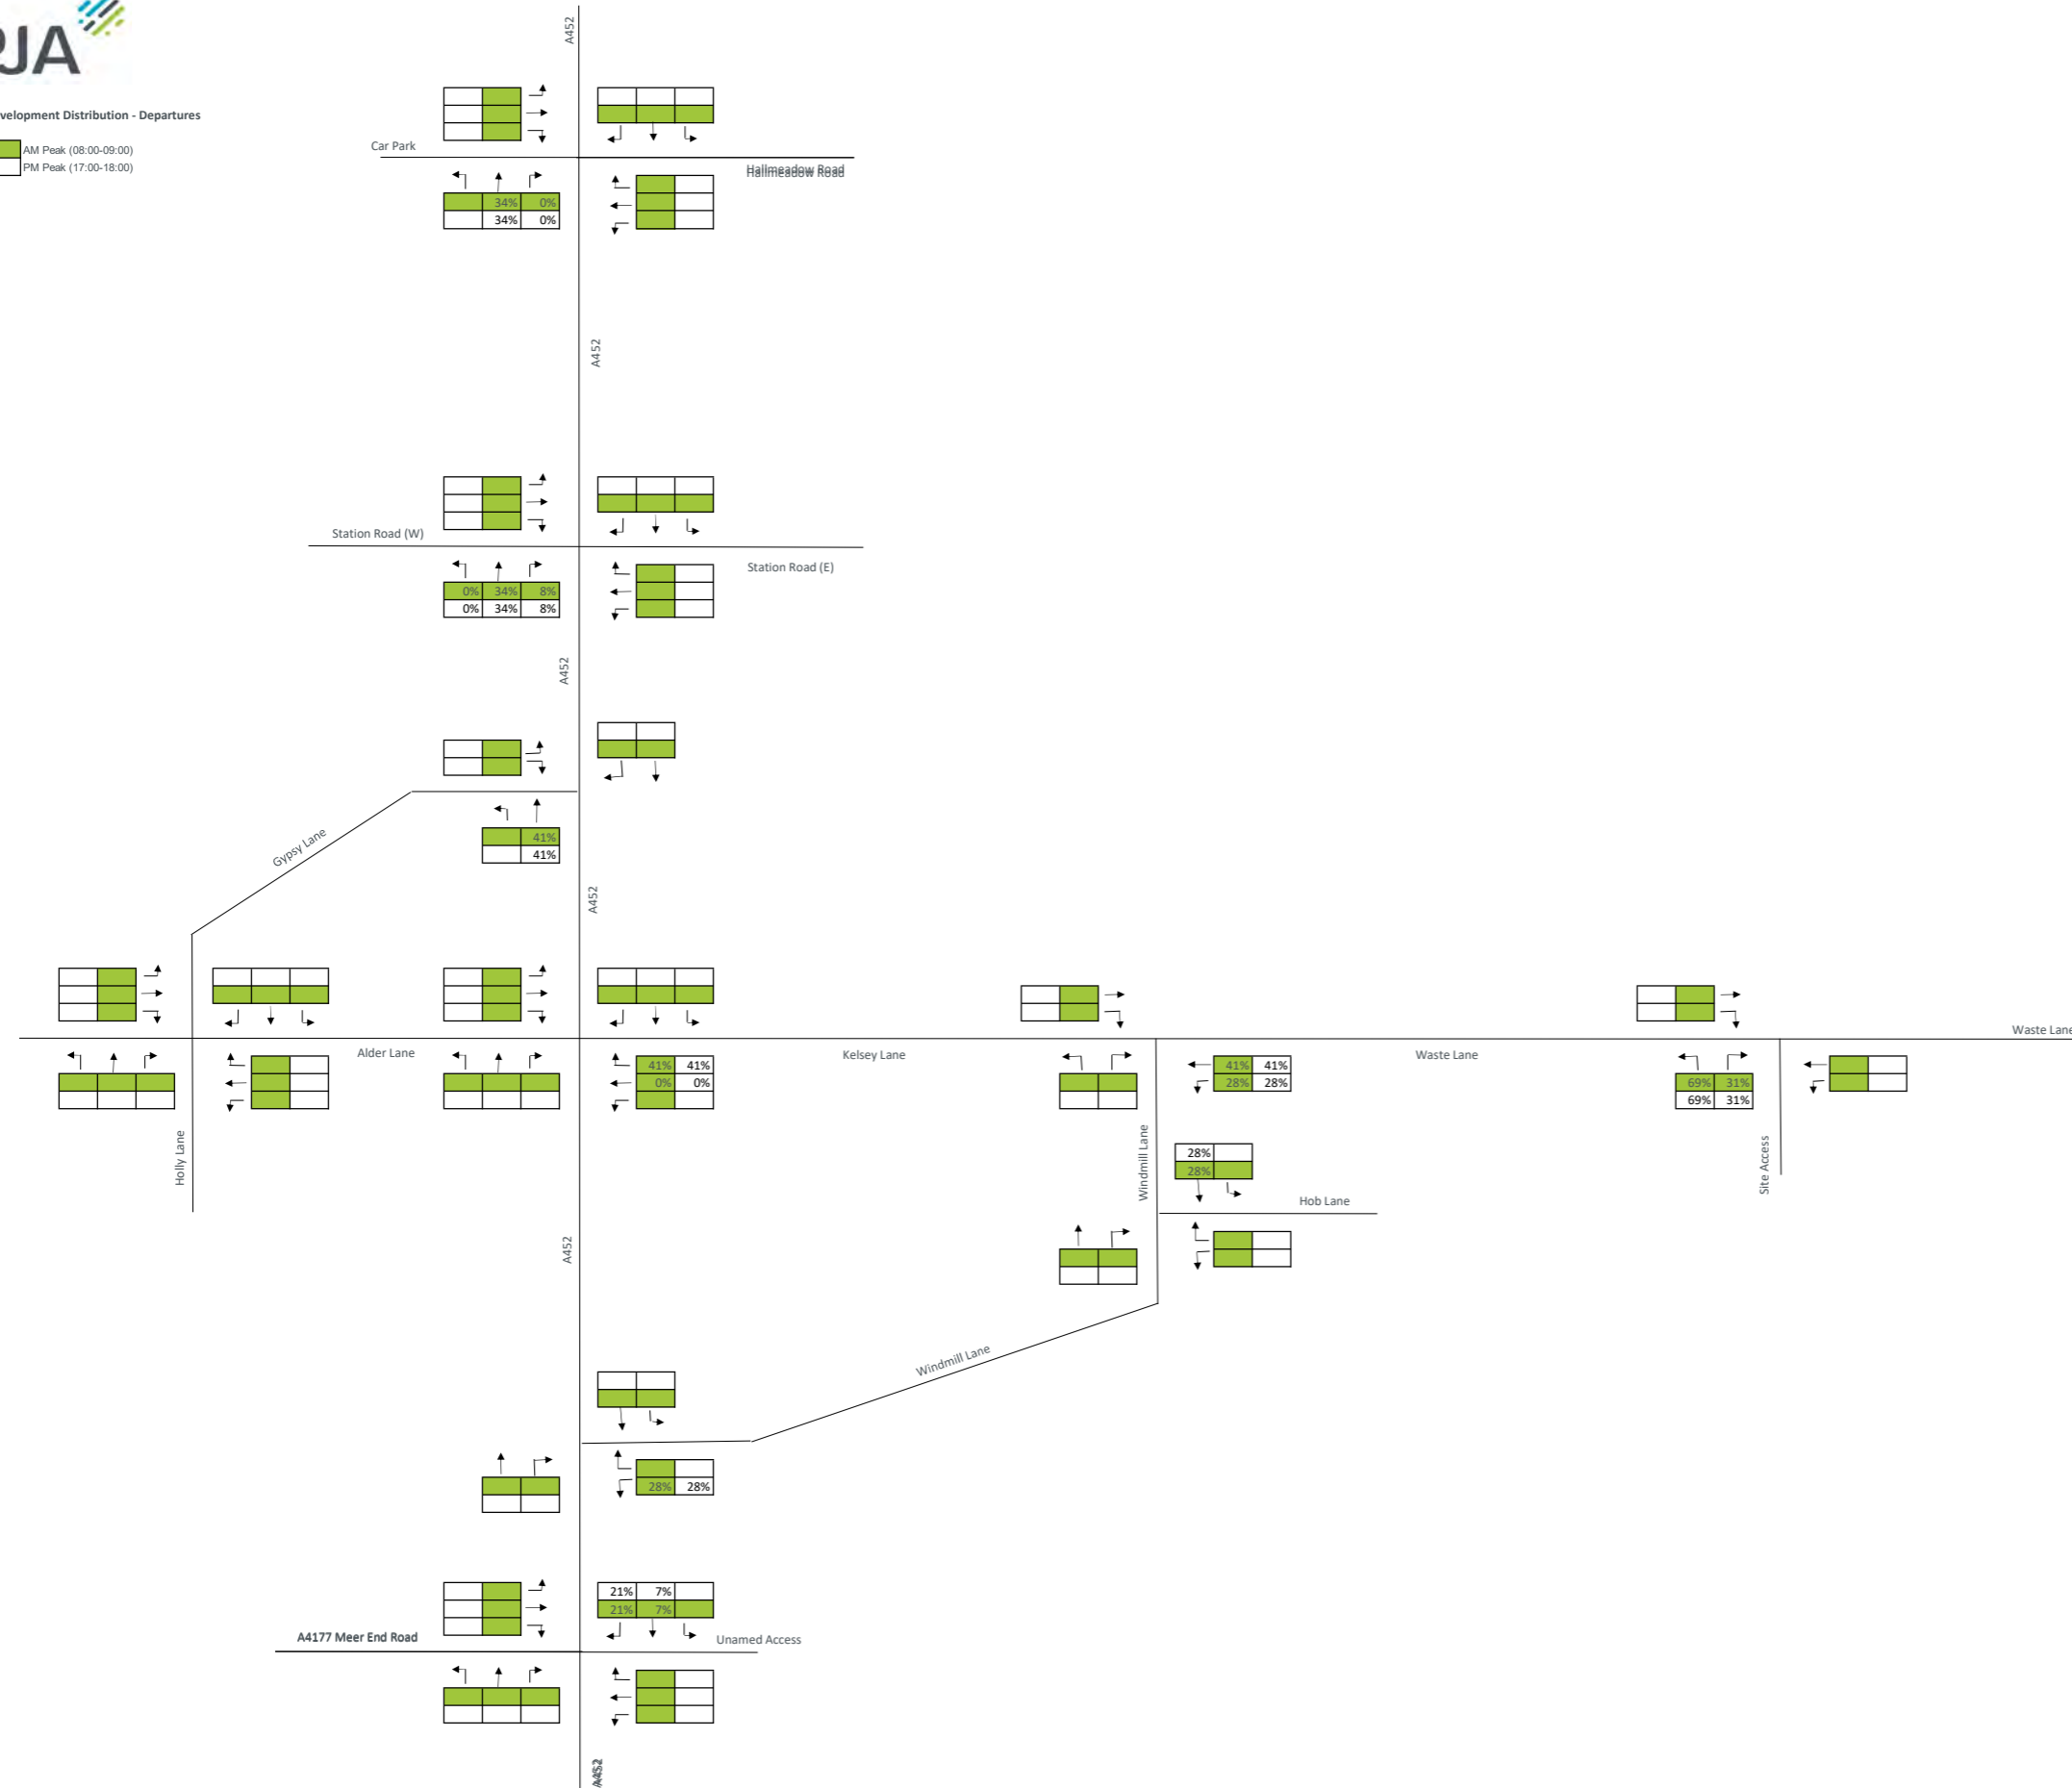 JA
velopment Distribution - Departures
AM Peak (08:00-09:00)
PM Peak (17:00-18:00)
A452
Car Park
Hallmeadow Road
Hallmeadow Road
34% 0%
34% 0%
A452
Station Road (W)
Station Road (E)
0% 34% 8%
0% 34% 8%
A452
41%
41%
Gypsy Lane
A452
Waste Lane
Alder Lane
Kelsey Lane
Waste Lane
41% 41%
0% 0%
41% 41%
28% 28%
69% 31%
69% 31%
Holly Lane
Windmill Lane
Site Access
28%
28%
Hob Lane
A452
Windmill Lane
28% 28%
21% 7%
21% 7%
A4177 Meer End Road
Unamed Access
A452
A452